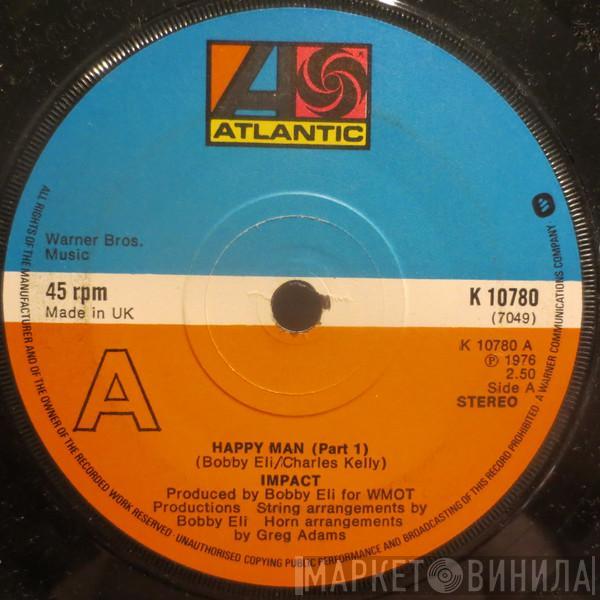 ATLANTIC
Warner Bros.
Music
45 rpm
Made in UK
K 10780
(7049)
K 10780 A
℗ 1976
2.50
Side A
STEREO
A
HAPPY MAN (Part 1)
(Bobby Eli/Charles Kelly)
IMPACT
Produced by Bobby Eli for WMOT
Productions String arrangements by
Bobby Eli Horn arrangements
by Greg Adams
ALL RIGHTS OF THE MANUFACTURER AND OF THE OWNER OF THE RECORDED WORK RESERVED · UNAUTHORISED COPYING PUBLIC PERFORMANCE AND BROADCASTING OF THIS RECORD PROHIBITED · A WARNER COMMUNICATIONS COMPANY
МАРКЕТ ВИНИЛА